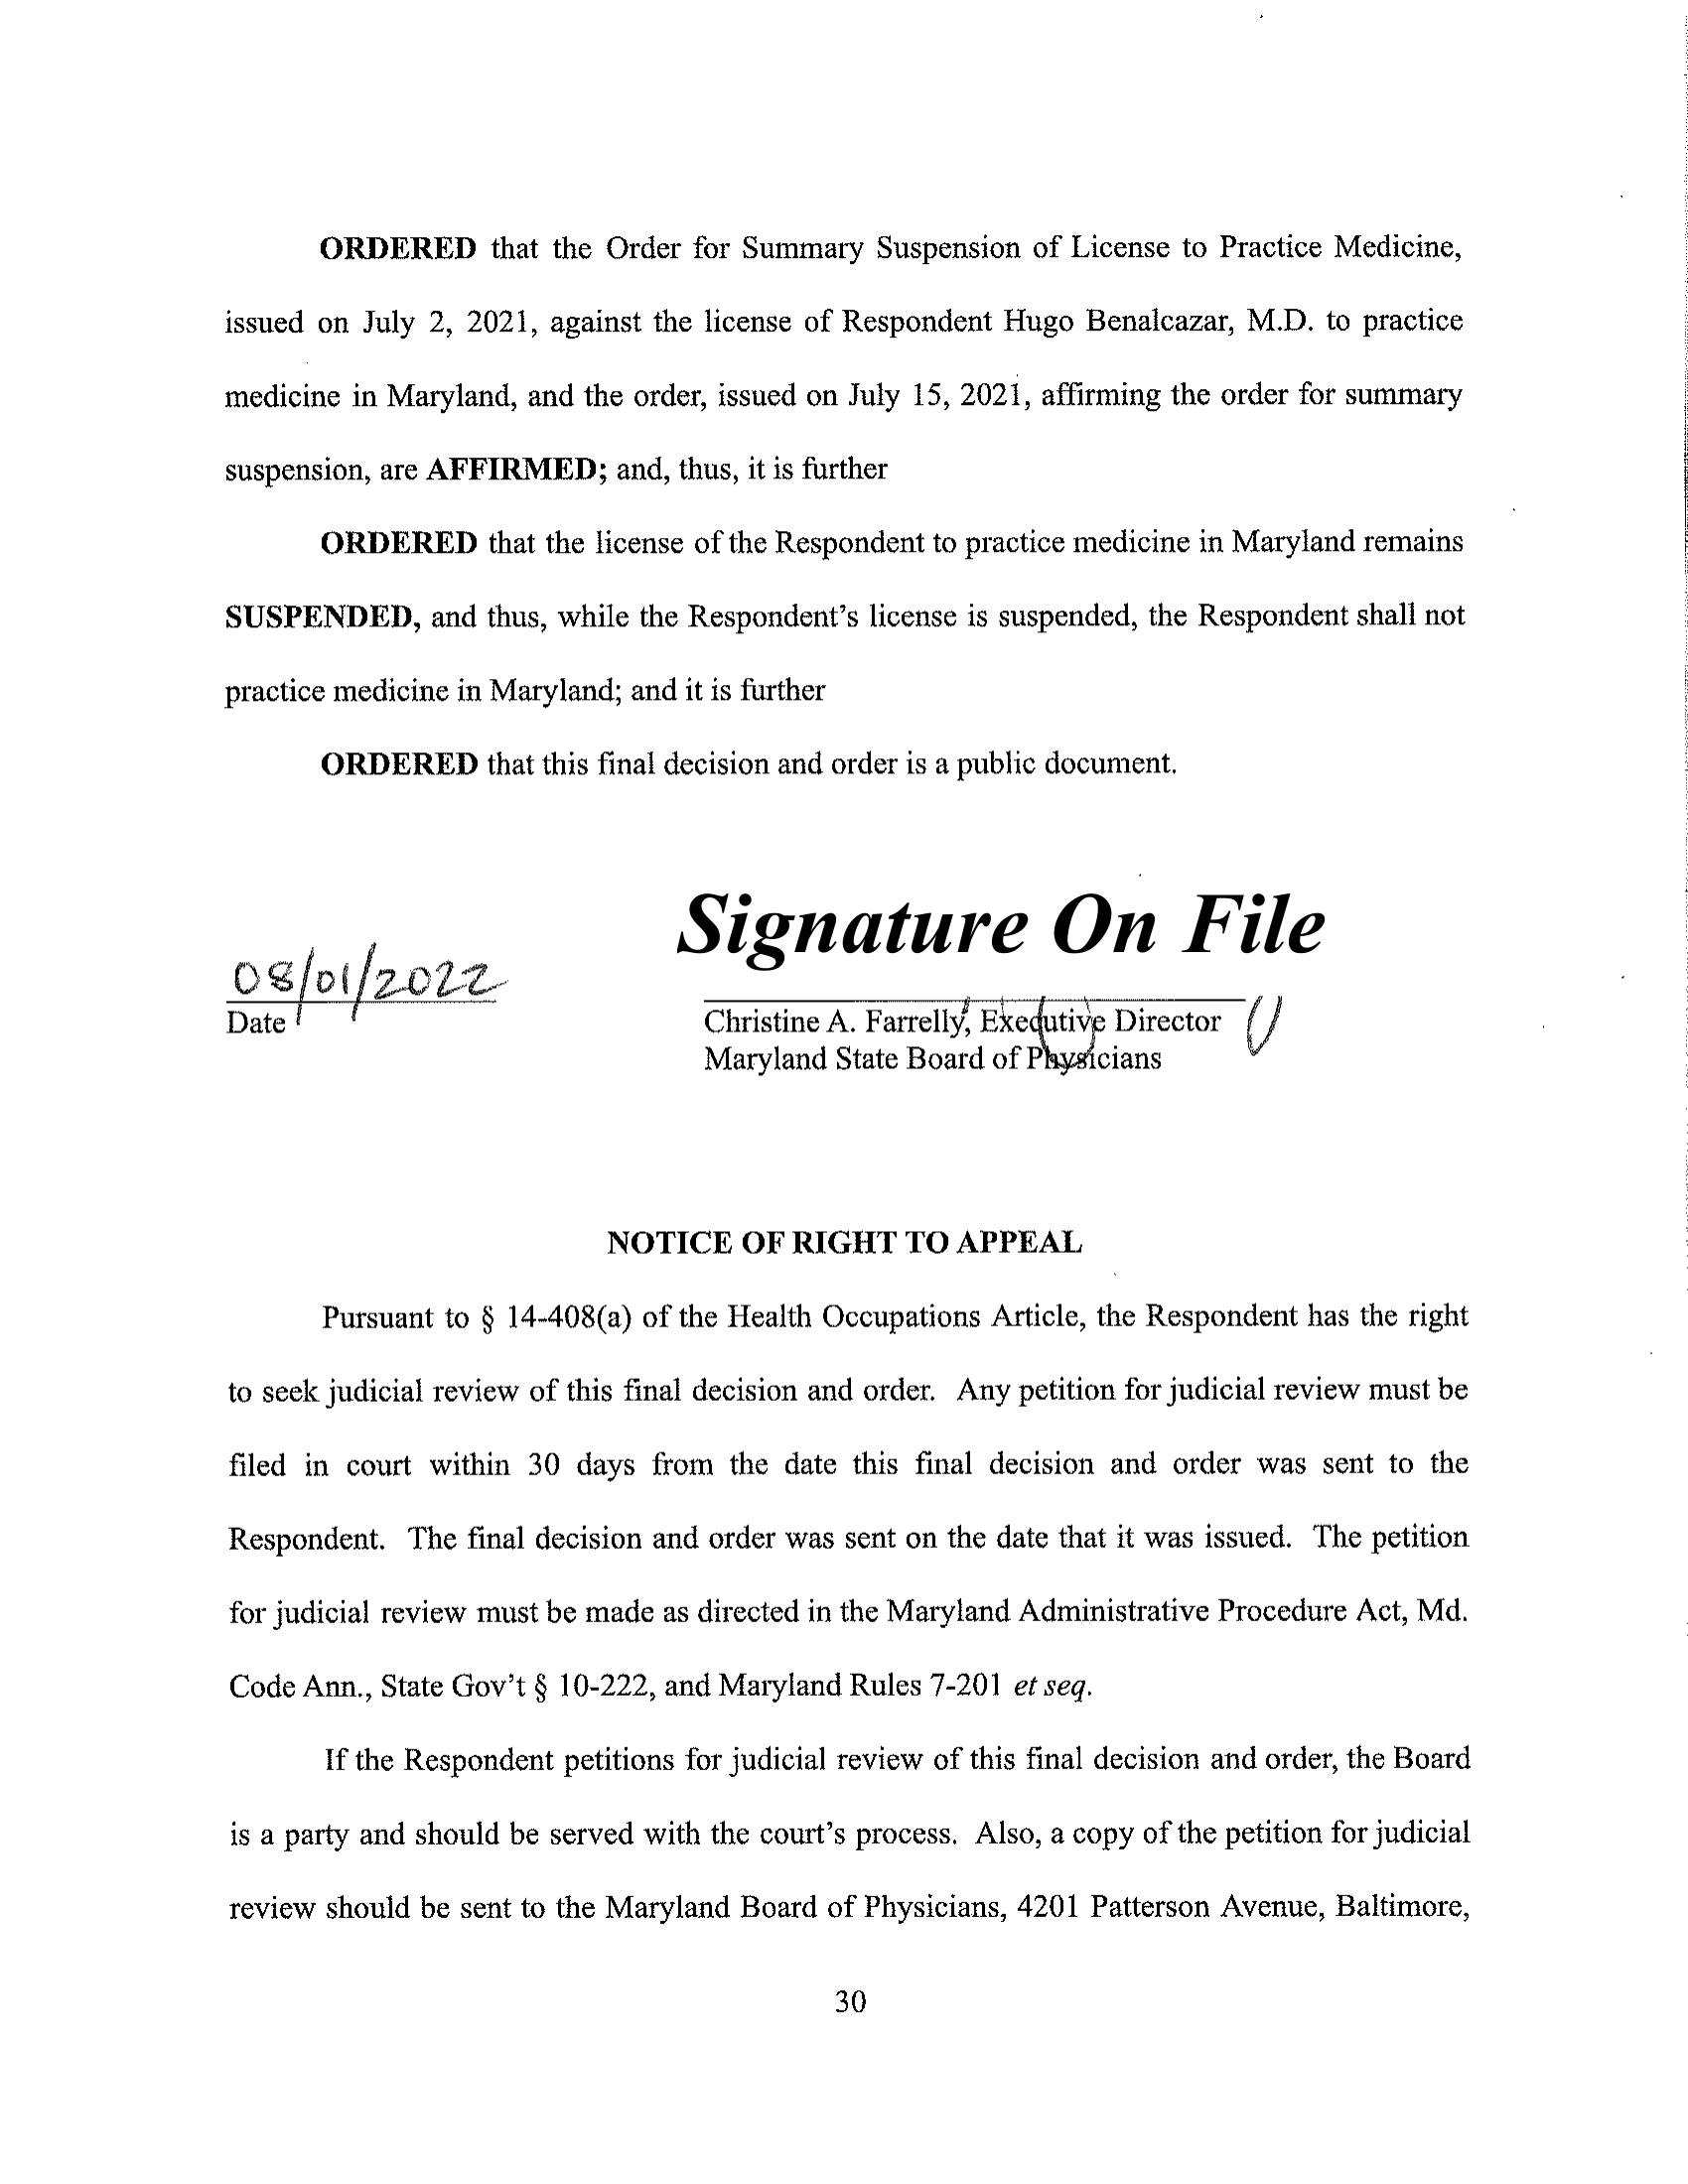 ORDERED that the Order for Summary Suspension of License to Practice Medicine,
issued on July 2, 2021, against the license of Respondent Hugo Benalcazar, M.D. to practice
medicine in Maryland, and the order, issued on July 15, 2021, affirming the order for summary
suspension, are AFFIRMED; and, thus, it is further
ORDERED that the license of the Respondent to practice medicine in Maryland remains
SUSPENDED, and thus, while the Respondent's license is suspended, the Respondent shall not
practice medicine in Maryland; and it is further
ORDERED that this final decision and order is a public document.
Signature On File
08/01/2022
Date
Christine A. Farrelly, Executive Director
Maryland State Board of Physicians
NOTICE OF RIGHT TO APPEAL
Pursuant to § 14-408(a) of the Health Occupations Article, the Respondent has the right
to seek judicial review of this final decision and order. Any petition for judicial review must be
filed in court within 30 days from the date this final decision and order was sent to the
Respondent. The final decision and order was sent on the date that it was issued. The petition
for judicial review must be made as directed in the Maryland Administrative Procedure Act, Md.
Code Ann., State Gov't § 10-222, and Maryland Rules 7-201 et seq.
If the Respondent petitions for judicial review of this final decision and order, the Board
is a party and should be served with the court's process. Also, a copy of the petition for judicial
review should be sent to the Maryland Board of Physicians, 4201 Patterson Avenue, Baltimore,
30